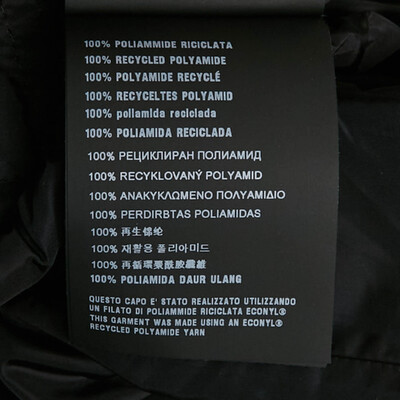 100% POLIAMMIDE RICICLATA
100% RECYCLED POLYAMIDE
100% POLYAMIDE RECYCLÉ
100% RECYCELTES POLYAMID
100% poliamida reciclada
100% POLIAMIDA RECICLADA
100% РЕЦИКЛИРАН ПОЛИАМИД
100% RECYKLOVANÝ POLYAMID
100% ΑΝΑΚΥΚΛΩΜΕΝΟ ΠΟΛΥΑΜΙΔΙΟ
100% PERDIRBTAS POLIAMIDAS
100% 再生锦纶
100% 재활용 폴리아미드
100% 再循環聚酰胺纖維
100% POLIAMIDA DAUR ULANG
QUESTO CAPO E' STATO REALIZZATO UTILIZZANDO
UN FILATO DI POLIAMMIDE RICICLATA ECONYL®
THIS GARMENT WAS MADE USING AN ECONYL®
RECYCLED POLYAMIDE YARN